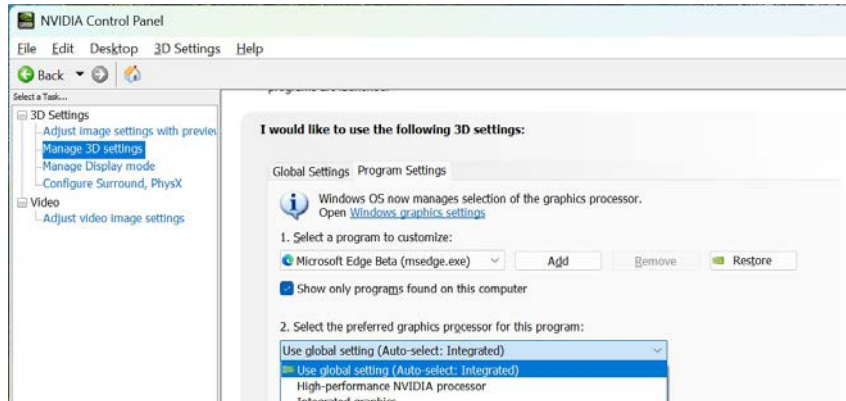 NVIDIA Control Panel
File Edit Desktop 3D Settings Help
Back
Select a Task...
3D Settings
Adjust image settings with preview
Manage 3D settings
Manage Display mode
Configure Surround, PhysX
Video
Adjust video image settings
I would like to use the following 3D settings:
Global Settings Program Settings
Windows OS now manages selection of the graphics processor.
Open Windows graphics settings
1. Select a program to customize:
Microsoft Edge Beta (msedge.exe) Add Remove Restore
Show only programs found on this computer
2. Select the preferred graphics processor for this program:
Use global setting (Auto-select: Integrated)
Use global setting (Auto-select: Integrated)
High-performance NVIDIA processor
Integrated graphics